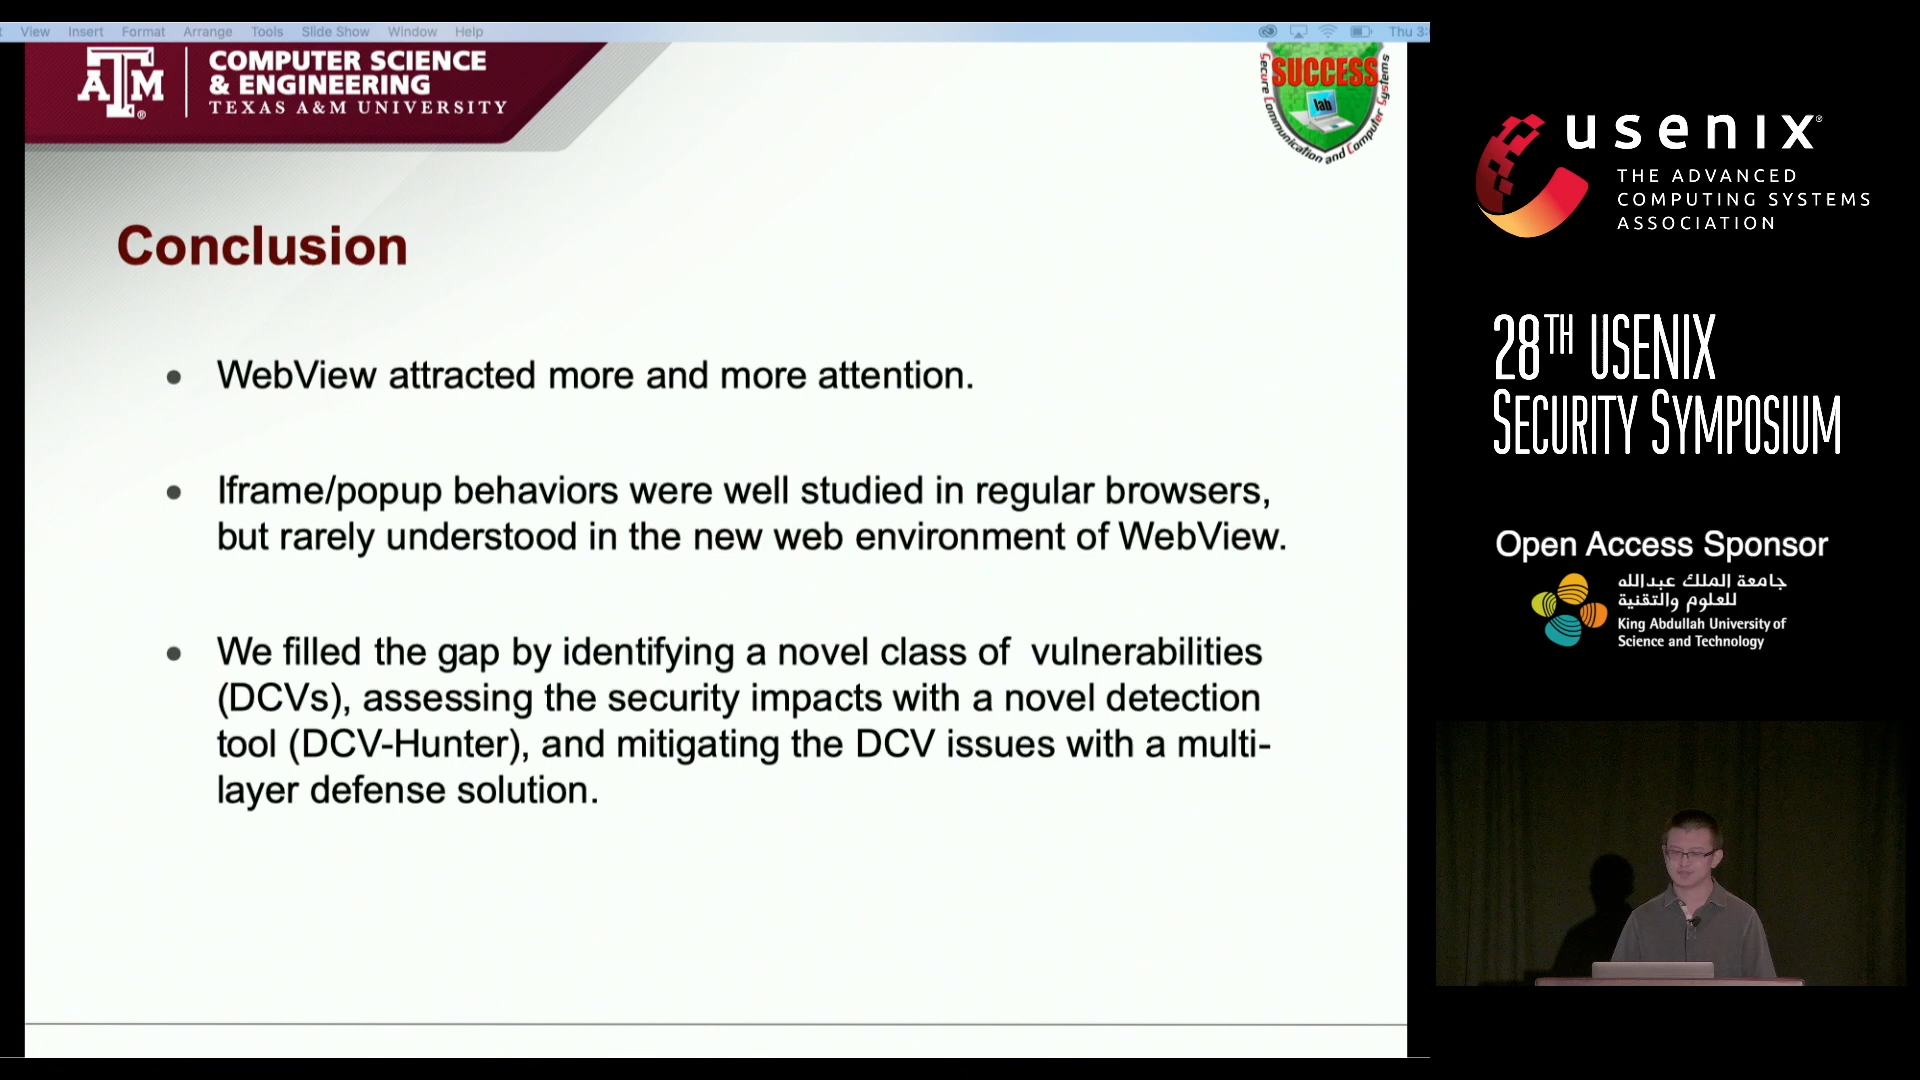 View Insert Format Arrange Tools Slide Show Window Help
Thu 3:
ATM
COMPUTER SCIENCE
& ENGINEERING
TEXAS A&M UNIVERSITY
SUCCESS
lab
Secure Communication and Computer Systems
Conclusion
• WebView attracted more and more attention.
• Iframe/popup behaviors were well studied in regular browsers,
but rarely understood in the new web environment of WebView.
• We filled the gap by identifying a novel class of vulnerabilities
(DCVs), assessing the security impacts with a novel detection
tool (DCV-Hunter), and mitigating the DCV issues with a multi-
layer defense solution.
usenix
THE ADVANCED
COMPUTING SYSTEMS
ASSOCIATION
28TH USENIX
SECURITY SYMPOSIUM
Open Access Sponsor
جامعة الملك عبدالله
للعلوم والتقنية
King Abdullah University of
Science and Technology